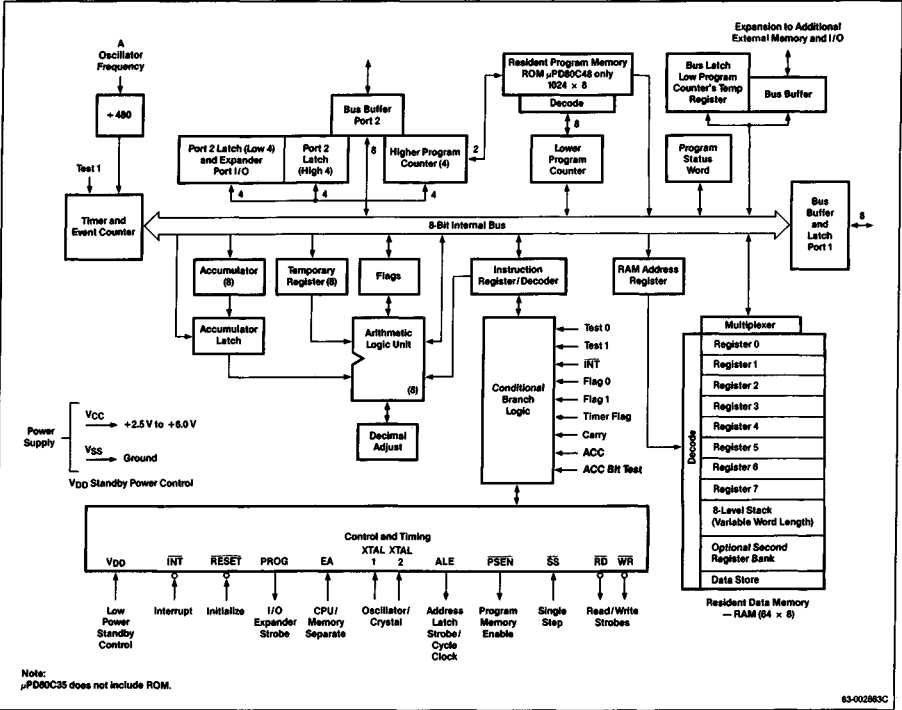 A
Oscillator
Frequency
÷ 480
Test 1
Timer and
Event Counter
Bus Buffer
Port 2
Port 2 Latch (Low 4)
and Expander
Port I/O
Port 2
Latch
(High 4)
8
Higher Program
Counter (4)
4
4
4
2
Resident Program Memory
ROM μPD80C48 only
1024 × 8
Decode
8
Lower
Program
Counter
Expansion to Additional
External Memory and I/O
Bus Latch
Low Program
Counter's Temp
Register
Bus Buffer
Program
Status
Word
8-Bit Internal Bus
Bus
Buffer
and
Latch
Port 1
8
Accumulator
(8)
Temporary
Register (8)
Flags
Instruction
Register/Decoder
RAM Address
Register
Accumulator
Latch
Arithmetic
Logic Unit
(8)
Decimal
Adjust
Conditional
Branch
Logic
Test 0
Test 1
I̅N̅T̅
Flag 0
Flag 1
Timer Flag
Carry
ACC
ACC Bit Test
Multiplexer
Decode
Register 0
Register 1
Register 2
Register 3
Register 4
Register 5
Register 6
Register 7
8-Level Stack
(Variable Word Length)
Optional Second
Register Bank
Data Store
Resident Data Memory
— RAM (64 × 8)
Power
Supply
VCC
+2.5 V to +6.0 V
VSS
Ground
VDD Standby Power Control
Control and Timing
XTAL XTAL
VDD I̅N̅T̅ R̅E̅S̅E̅T̅ PROG EA 1 2 ALE P̅S̅E̅N̅ S̅S̅ R̅D̅ W̅R̅
Low
Power
Standby
Control
Interrupt
Initialize
I/O
Expander
Strobe
CPU/
Memory
Separate
Oscillator/
Crystal
Address
Latch
Strobe/
Cycle
Clock
Program
Memory
Enable
Single
Step
Read/Write
Strobes
Note:
μPD80C35 does not include ROM.
63-002863C